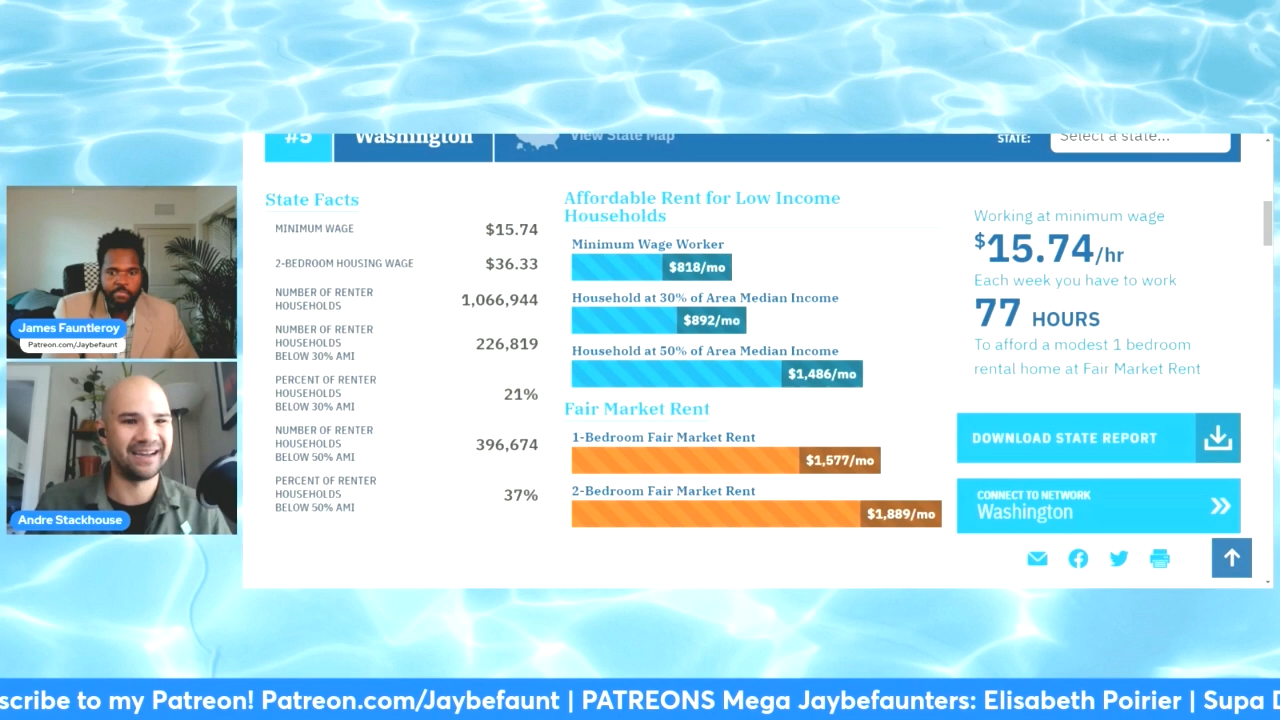 #5 Washington View State Map STATE: Select a state...
State Facts
MINIMUM WAGE $15.74
2-BEDROOM HOUSING WAGE $36.33
NUMBER OF RENTER
HOUSEHOLDS 1,066,944
NUMBER OF RENTER
HOUSEHOLDS
BELOW 30% AMI 226,819
PERCENT OF RENTER
HOUSEHOLDS
BELOW 30% AMI 21%
NUMBER OF RENTER
HOUSEHOLDS
BELOW 50% AMI 396,674
PERCENT OF RENTER
HOUSEHOLDS
BELOW 50% AMI 37%
Affordable Rent for Low Income
Households
Minimum Wage Worker
$818/mo
Household at 30% of Area Median Income
$892/mo
Household at 50% of Area Median Income
$1,486/mo
Fair Market Rent
1-Bedroom Fair Market Rent
$1,577/mo
2-Bedroom Fair Market Rent
$1,889/mo
Working at minimum wage
$15.74/hr
Each week you have to work
77 HOURS
To afford a modest 1 bedroom
rental home at Fair Market Rent
DOWNLOAD STATE REPORT
CONNECT TO NETWORK
Washington
James Fauntleroy
Patreon.com/Jaybefaunt
Andre Stackhouse
scribe to my Patreon! Patreon.com/Jaybefaunt | PATREONS Mega Jaybefaunters: Elisabeth Poirier | Supa D